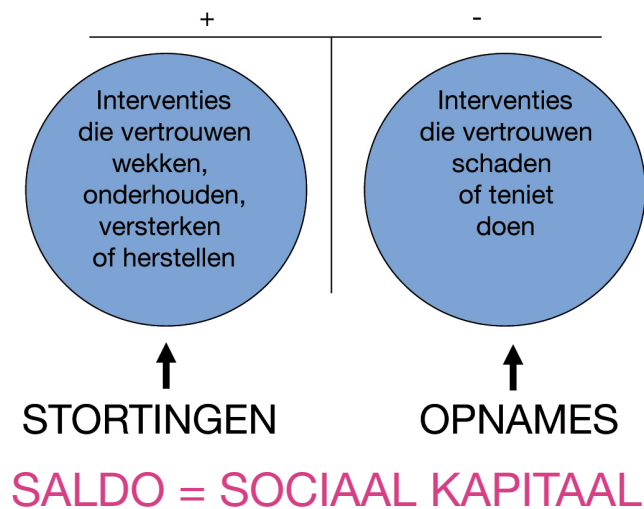 +
-
Interventies
die vertrouwen
wekken,
onderhouden,
versterken
of herstellen
Interventies
die vertrouwen
schaden
of teniet
doen
STORTINGEN
OPNAMES
SALDO = SOCIAAL KAPITAAL